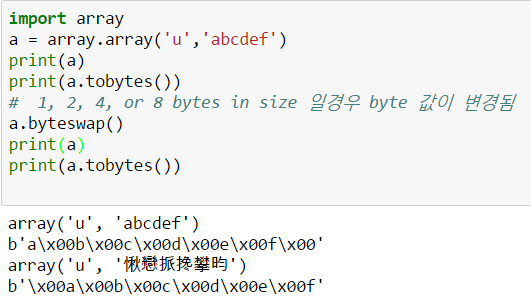 import array
a = array.array('u','abcdef')
print(a)
print(a.tobytes())
# 1, 2, 4, or 8 bytes in size 일경우 byte 값이 변경됨
a.byteswap()
print(a)
print(a.tobytes())
array('u', 'abcdef')
b'a\x00b\x00c\x00d\x00e\x00f\x00'
array('u', '愀戀挀搀攀昀')
b'\x00a\x00b\x00c\x00d\x00e\x00f'